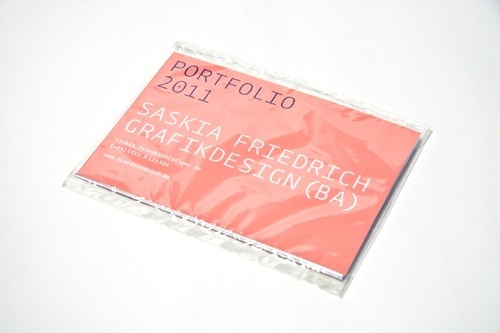 PORTFOLIO
2011
SASKIA FRIEDRICH
GRAFIKDESIGN (BA)